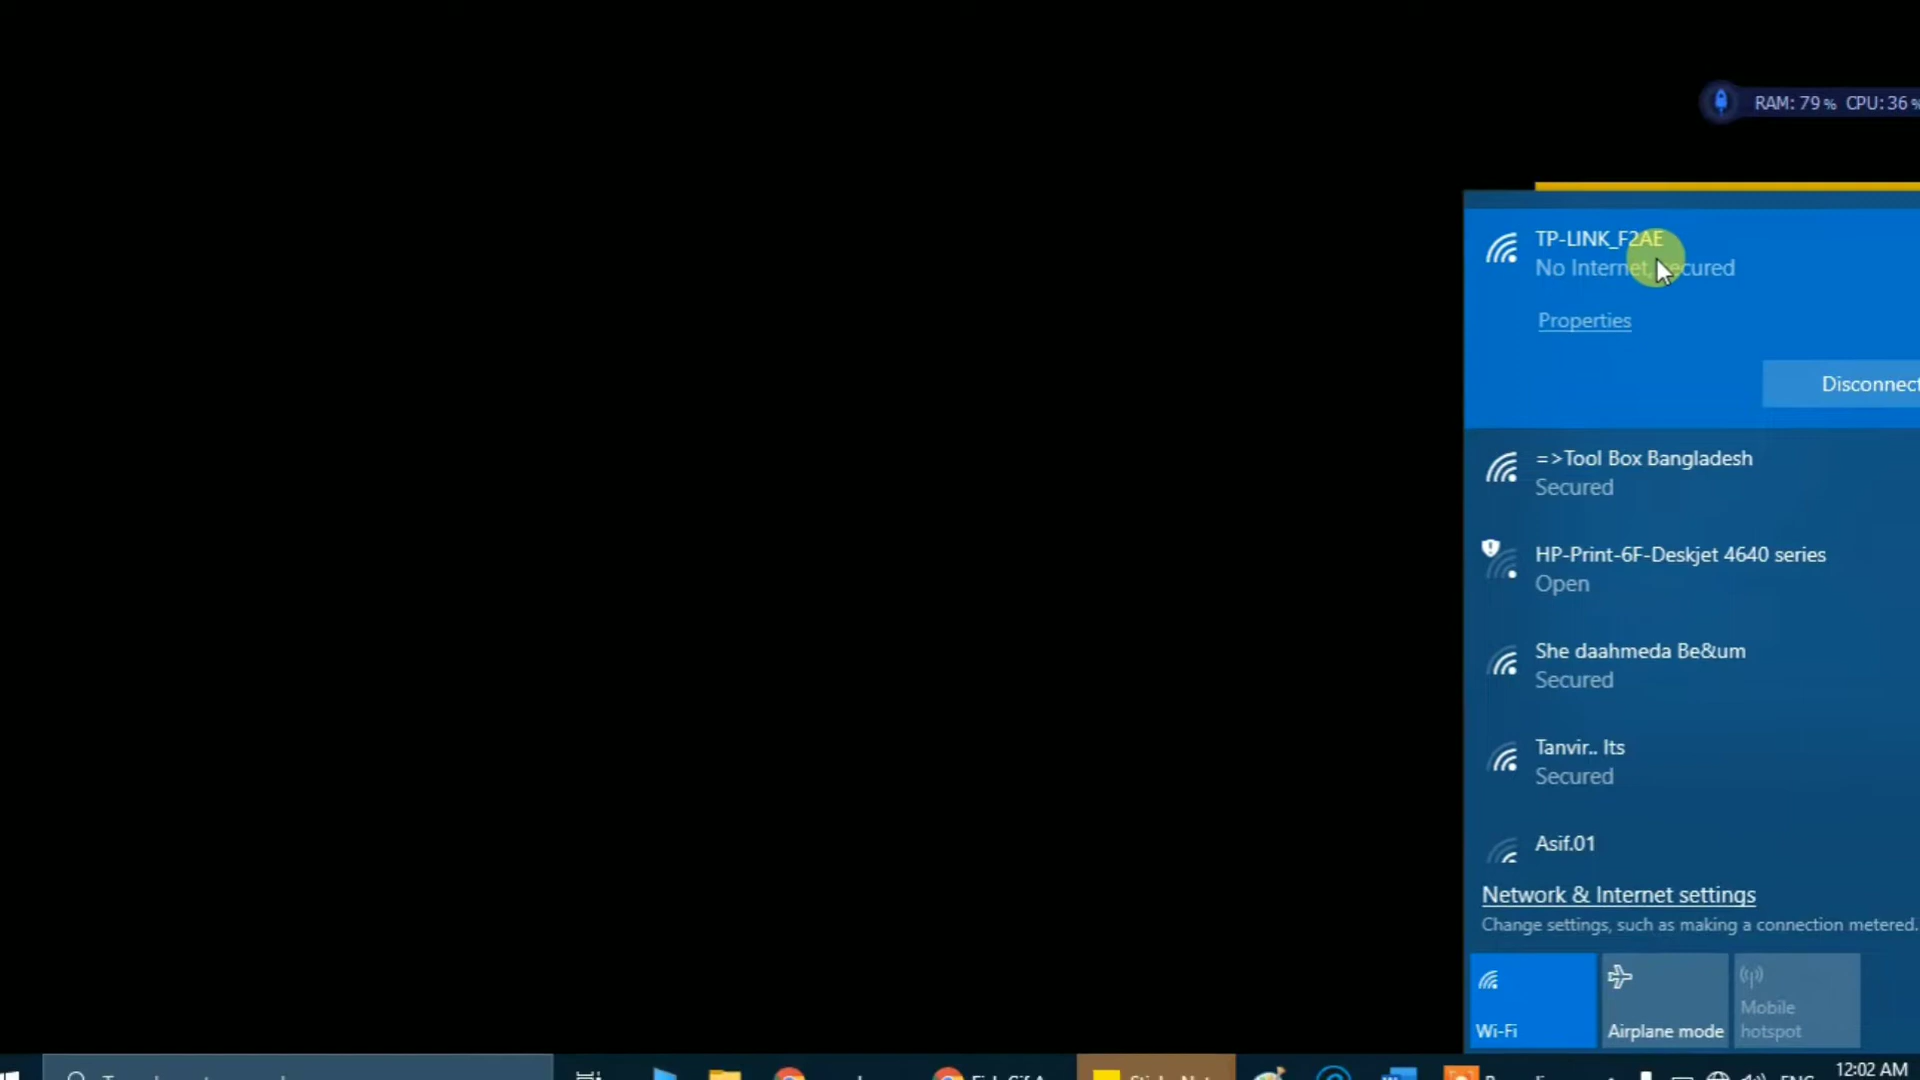 RAM: 79% CPU: 36%
TP-LINK_F2AE
No Internet, secured
Properties
Disconnect
=>Tool Box Bangladesh
Secured
HP-Print-6F-Deskjet 4640 series
Open
She daahmeda Be&um
Secured
Tanvir.. Its
Secured
Asif.01
Network & Internet settings
Change settings, such as making a connection metered.
Wi-Fi
Airplane mode
Mobile
hotspot
12:02 AM
ENG